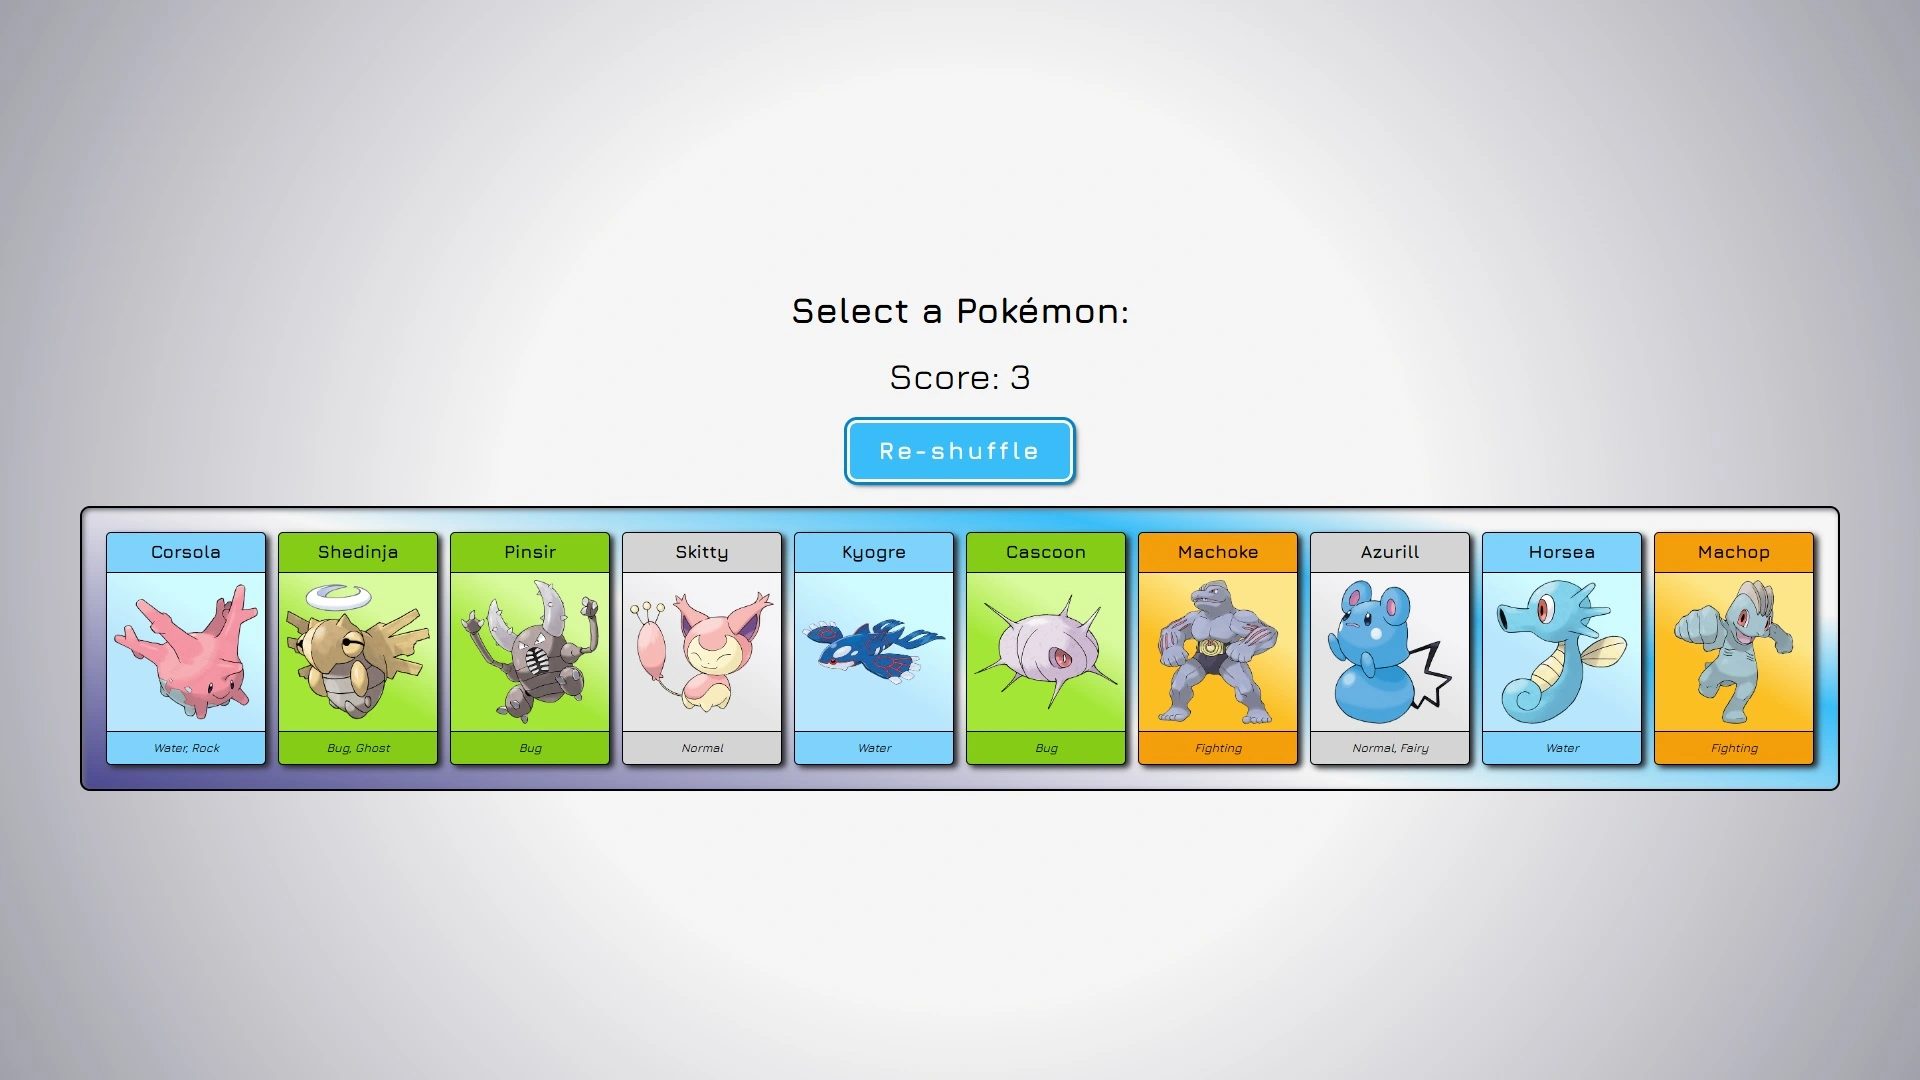 Select a Pokémon:
Score: 3
Re-shuffle
Corsola
Shedinja
Pinsir
Skitty
Kyogre
Cascoon
Machoke
Azurill
Horsea
Machop
Water, Rock
Bug, Ghost
Bug
Normal
Water
Bug
Fighting
Normal, Fairy
Water
Fighting